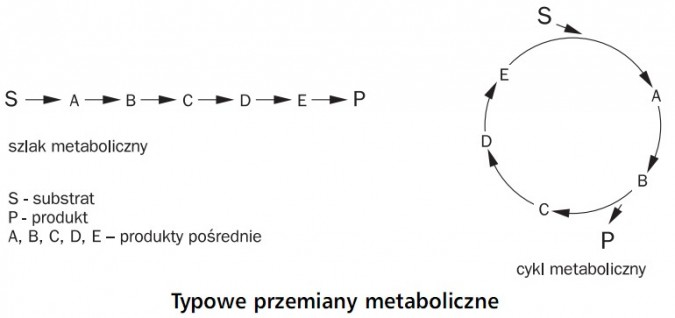 S → A → B → C → D → E → P
szlak metaboliczny
S - substrat
P - produkt
A, B, C, D, E – produkty pośrednie
S
E
A
D
B
C
P
cykl metaboliczny
Typowe przemiany metaboliczne